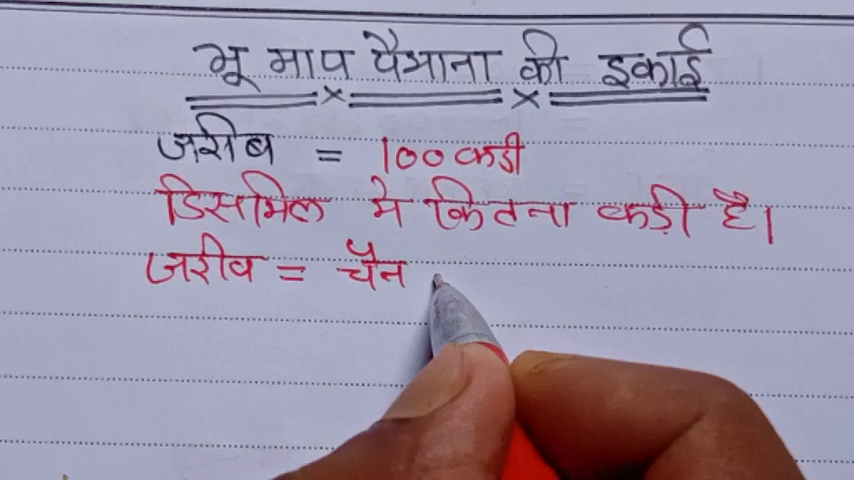 भू माप पैमाना की इकाई
जरीब = 100 कडी
डिसमिल मे कितना कड़ी है।
जरीब = चैन